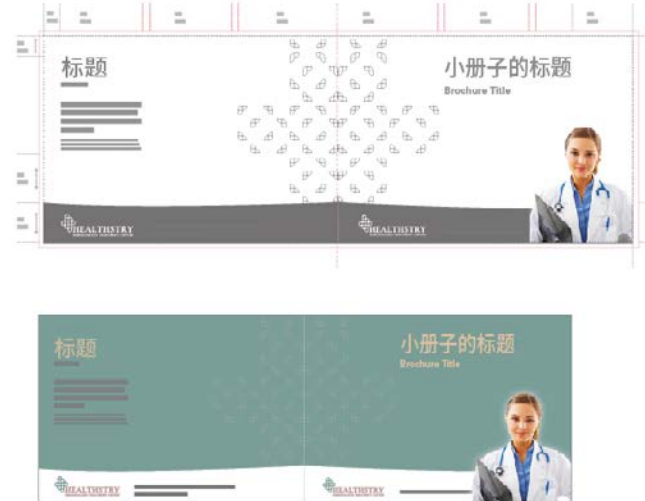 标题
小册子的标题
Brochure Title
HEALTHSTRY
HEALTHSTRY
标题
小册子的标题
Brochure Title
HEALTHSTRY
HEALTHSTRY